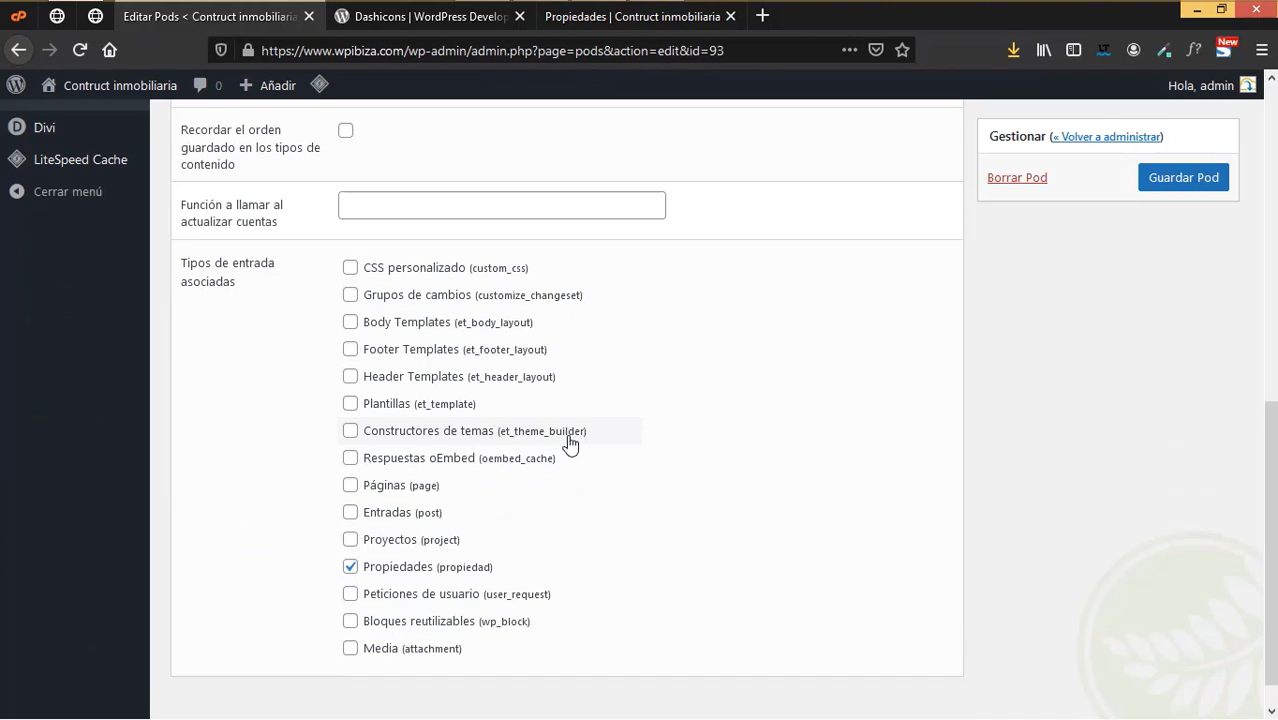 Editar Pods < Contruct inmobiliaria
Dashicons | WordPress Develop
Propiedades | Contruct inmobiliaria
https://www.wpibiza.com/wp-admin/admin.php?page=pods&action=edit&id=93
New
Contruct inmobiliaria
0
Añadir
Hola, admin
Divi
LiteSpeed Cache
Cerrar menú
Recordar el orden
guardado en los tipos de
contenido
Función a llamar al
actualizar cuentas
Tipos de entrada
asociadas
CSS personalizado (custom_css)
Grupos de cambios (customize_changeset)
Body Templates (et_body_layout)
Footer Templates (et_footer_layout)
Header Templates (et_header_layout)
Plantillas (et_template)
Constructores de temas (et_theme_builder)
Respuestas oEmbed (oembed_cache)
Páginas (page)
Entradas (post)
Proyectos (project)
Propiedades (propiedad)
Peticiones de usuario (user_request)
Bloques reutilizables (wp_block)
Media (attachment)
Gestionar (« Volver a administrar)
Borrar Pod
Guardar Pod